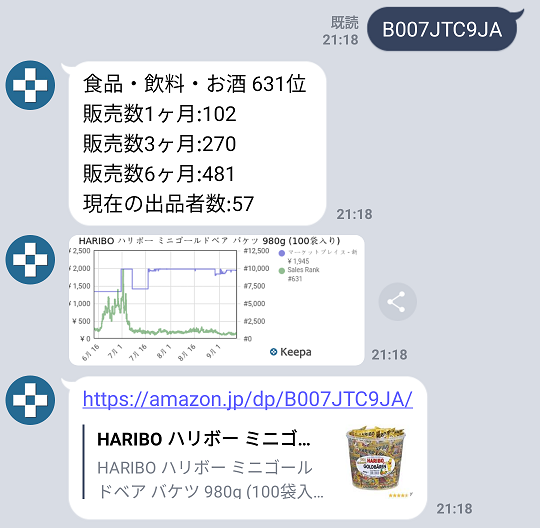 既読
21:18
B007JTC9JA
食品・飲料・お酒 631位
販売数1ヶ月:102
販売数3ヶ月:270
販売数6ヶ月:481
現在の出品者数:57
21:18
HARIBO ハリボー ミニゴールドベア バケツ 980g (100袋入り)
¥ 2,500
¥ 2,000
¥ 1,500
¥ 1,000
¥ 500
¥ 0
#12,500
#10,000
#7,500
#5,000
#2,500
#0
6月 16
7月 1
7月 16
8月 1
8月 16
9月 1
マーケットプレイス - 新
¥ 1,945
Sales Rank
#631
Keepa
21:18
https://amazon.jp/dp/B007JTC9JA/
HARIBO ハリボー ミニゴ...
HARIBO ハリボー ミニゴール
ドベア バケツ 980g (100袋入...
HARIBO
GOLDBÄREN
21:18